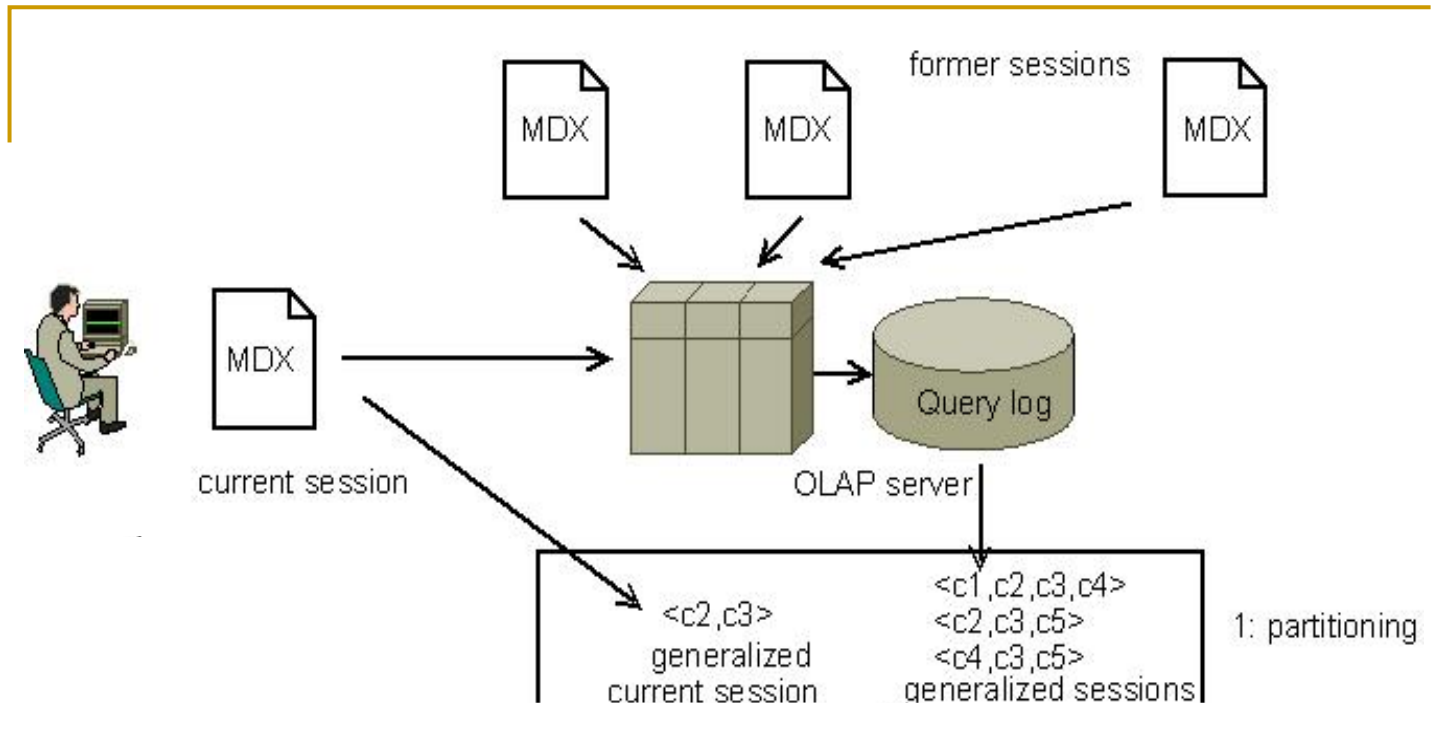 former sessions
MDX
MDX
MDX
MDX
Query log
current session
OLAP server
<c2,c3>
generalized
current session
<c1,c2,c3,c4>
<c2,c3,c5>
<c4,c3,c5>
generalized sessions
1: partitioning